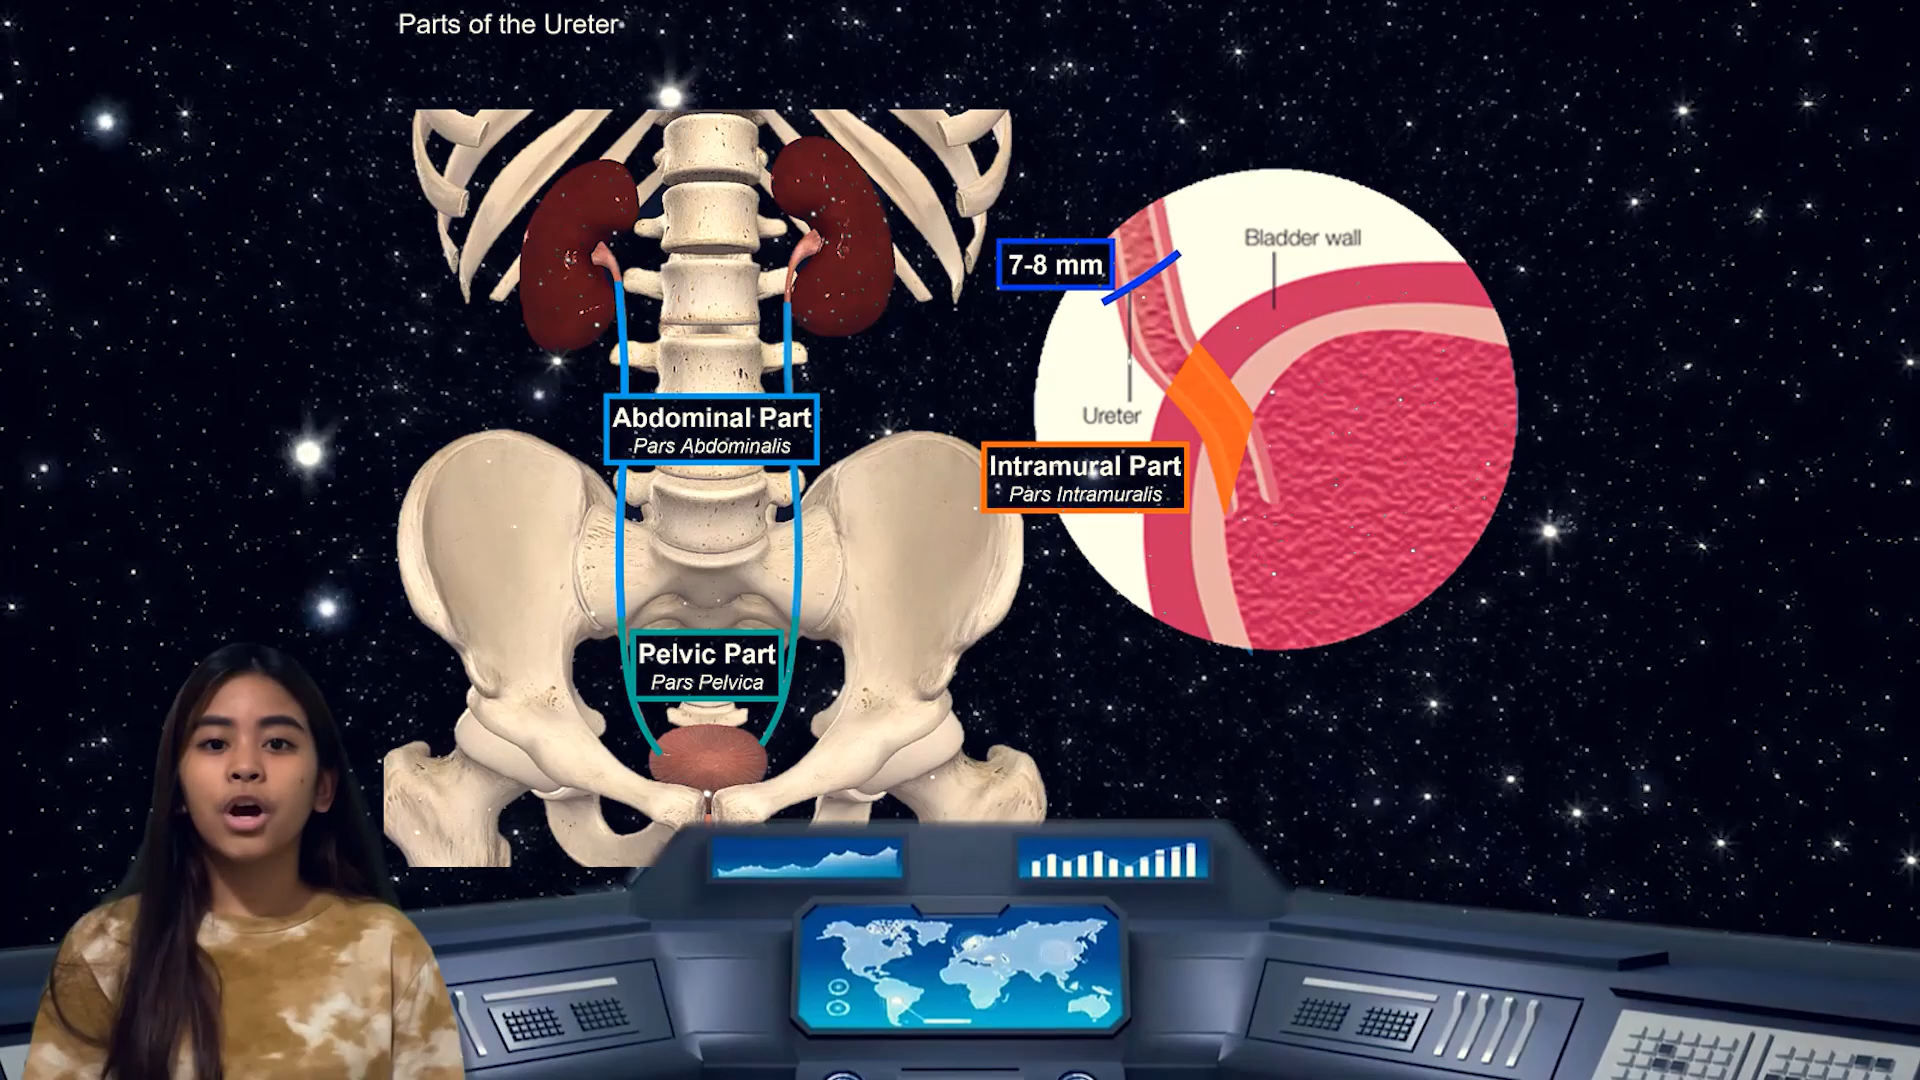 Parts of the Ureter
7-8 mm
Bladder wall
Ureter
Abdominal Part
Pars Abdominalis
Intramural Part
Pars Intramuralis
Pelvic Part
Pars Pelvica